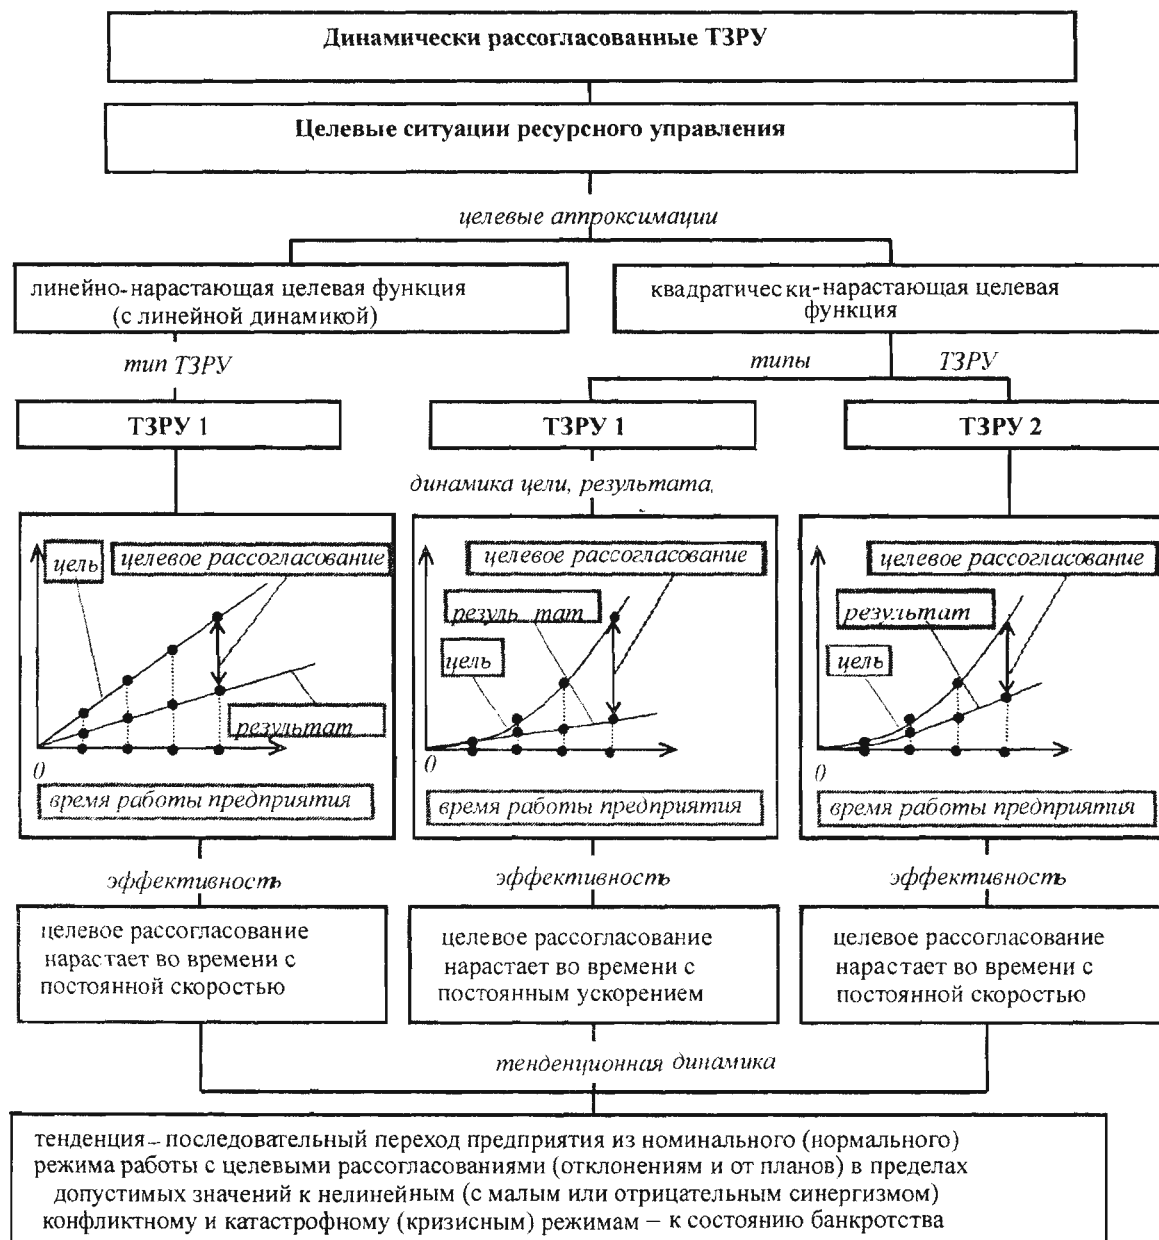 Динамически рассогласованные ТЗРУ
Целевые ситуации ресурсного управления
целевые аппроксимации
линейно-нарастающая целевая функция
(с линейной динамикой)
квадратически-нарастающая целевая
функция
тип ТЗРУ
типы ТЗРУ
ТЗРУ 1
ТЗРУ 1
ТЗРУ 2
динамика цели, результата,
цель
целевое рассогласование
результат
0
время работы предприятия
целевое рассогласование
резуль тат
цель
0
время работы предприятия
целевое рассогласование
результат
цель
0
время работы предприятия
эффективность
эффективность
эффективность
целевое рассогласование
нарастает во времени с
постоянной скоростью
целевое рассогласование
нарастает во времени с
постоянным ускорением
целевое рассогласование
нарастает во времени с
постоянной скоростью
тенденционная динамика
тенденция – последовательный переход предприятия из номинального (нормального)
режима работы с целевыми рассогласованиями (отклонениям и от планов) в пределах
допустимых значений к нелинейным (с малым или отрицательным синергизмом)
конфликтному и катастрофному (кризисным) режимам – к состоянию банкротства